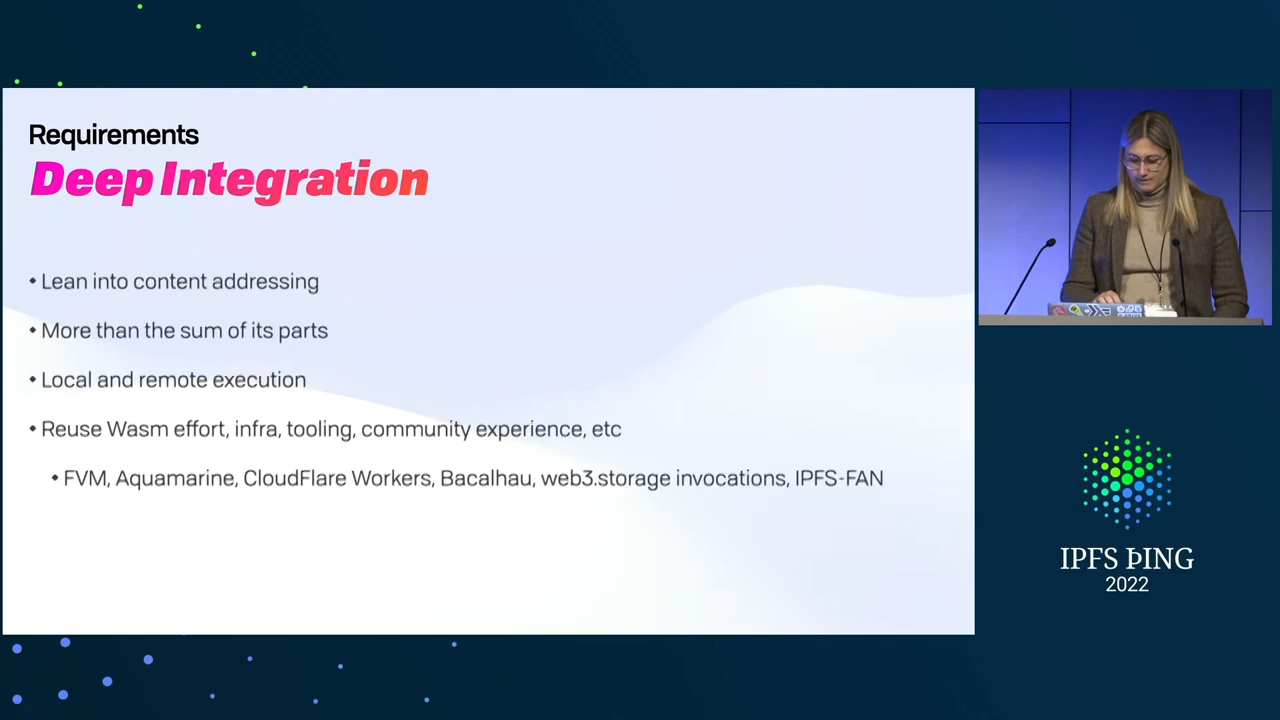 Requirements
Deep Integration
• Lean into content addressing
• More than the sum of its parts
• Local and remote execution
• Reuse Wasm effort, infra, tooling, community experience, etc
• FVM, Aquamarine, CloudFlare Workers, Bacalhau, web3.storage invocations, IPFS-FAN
IPFS ÞING
2022